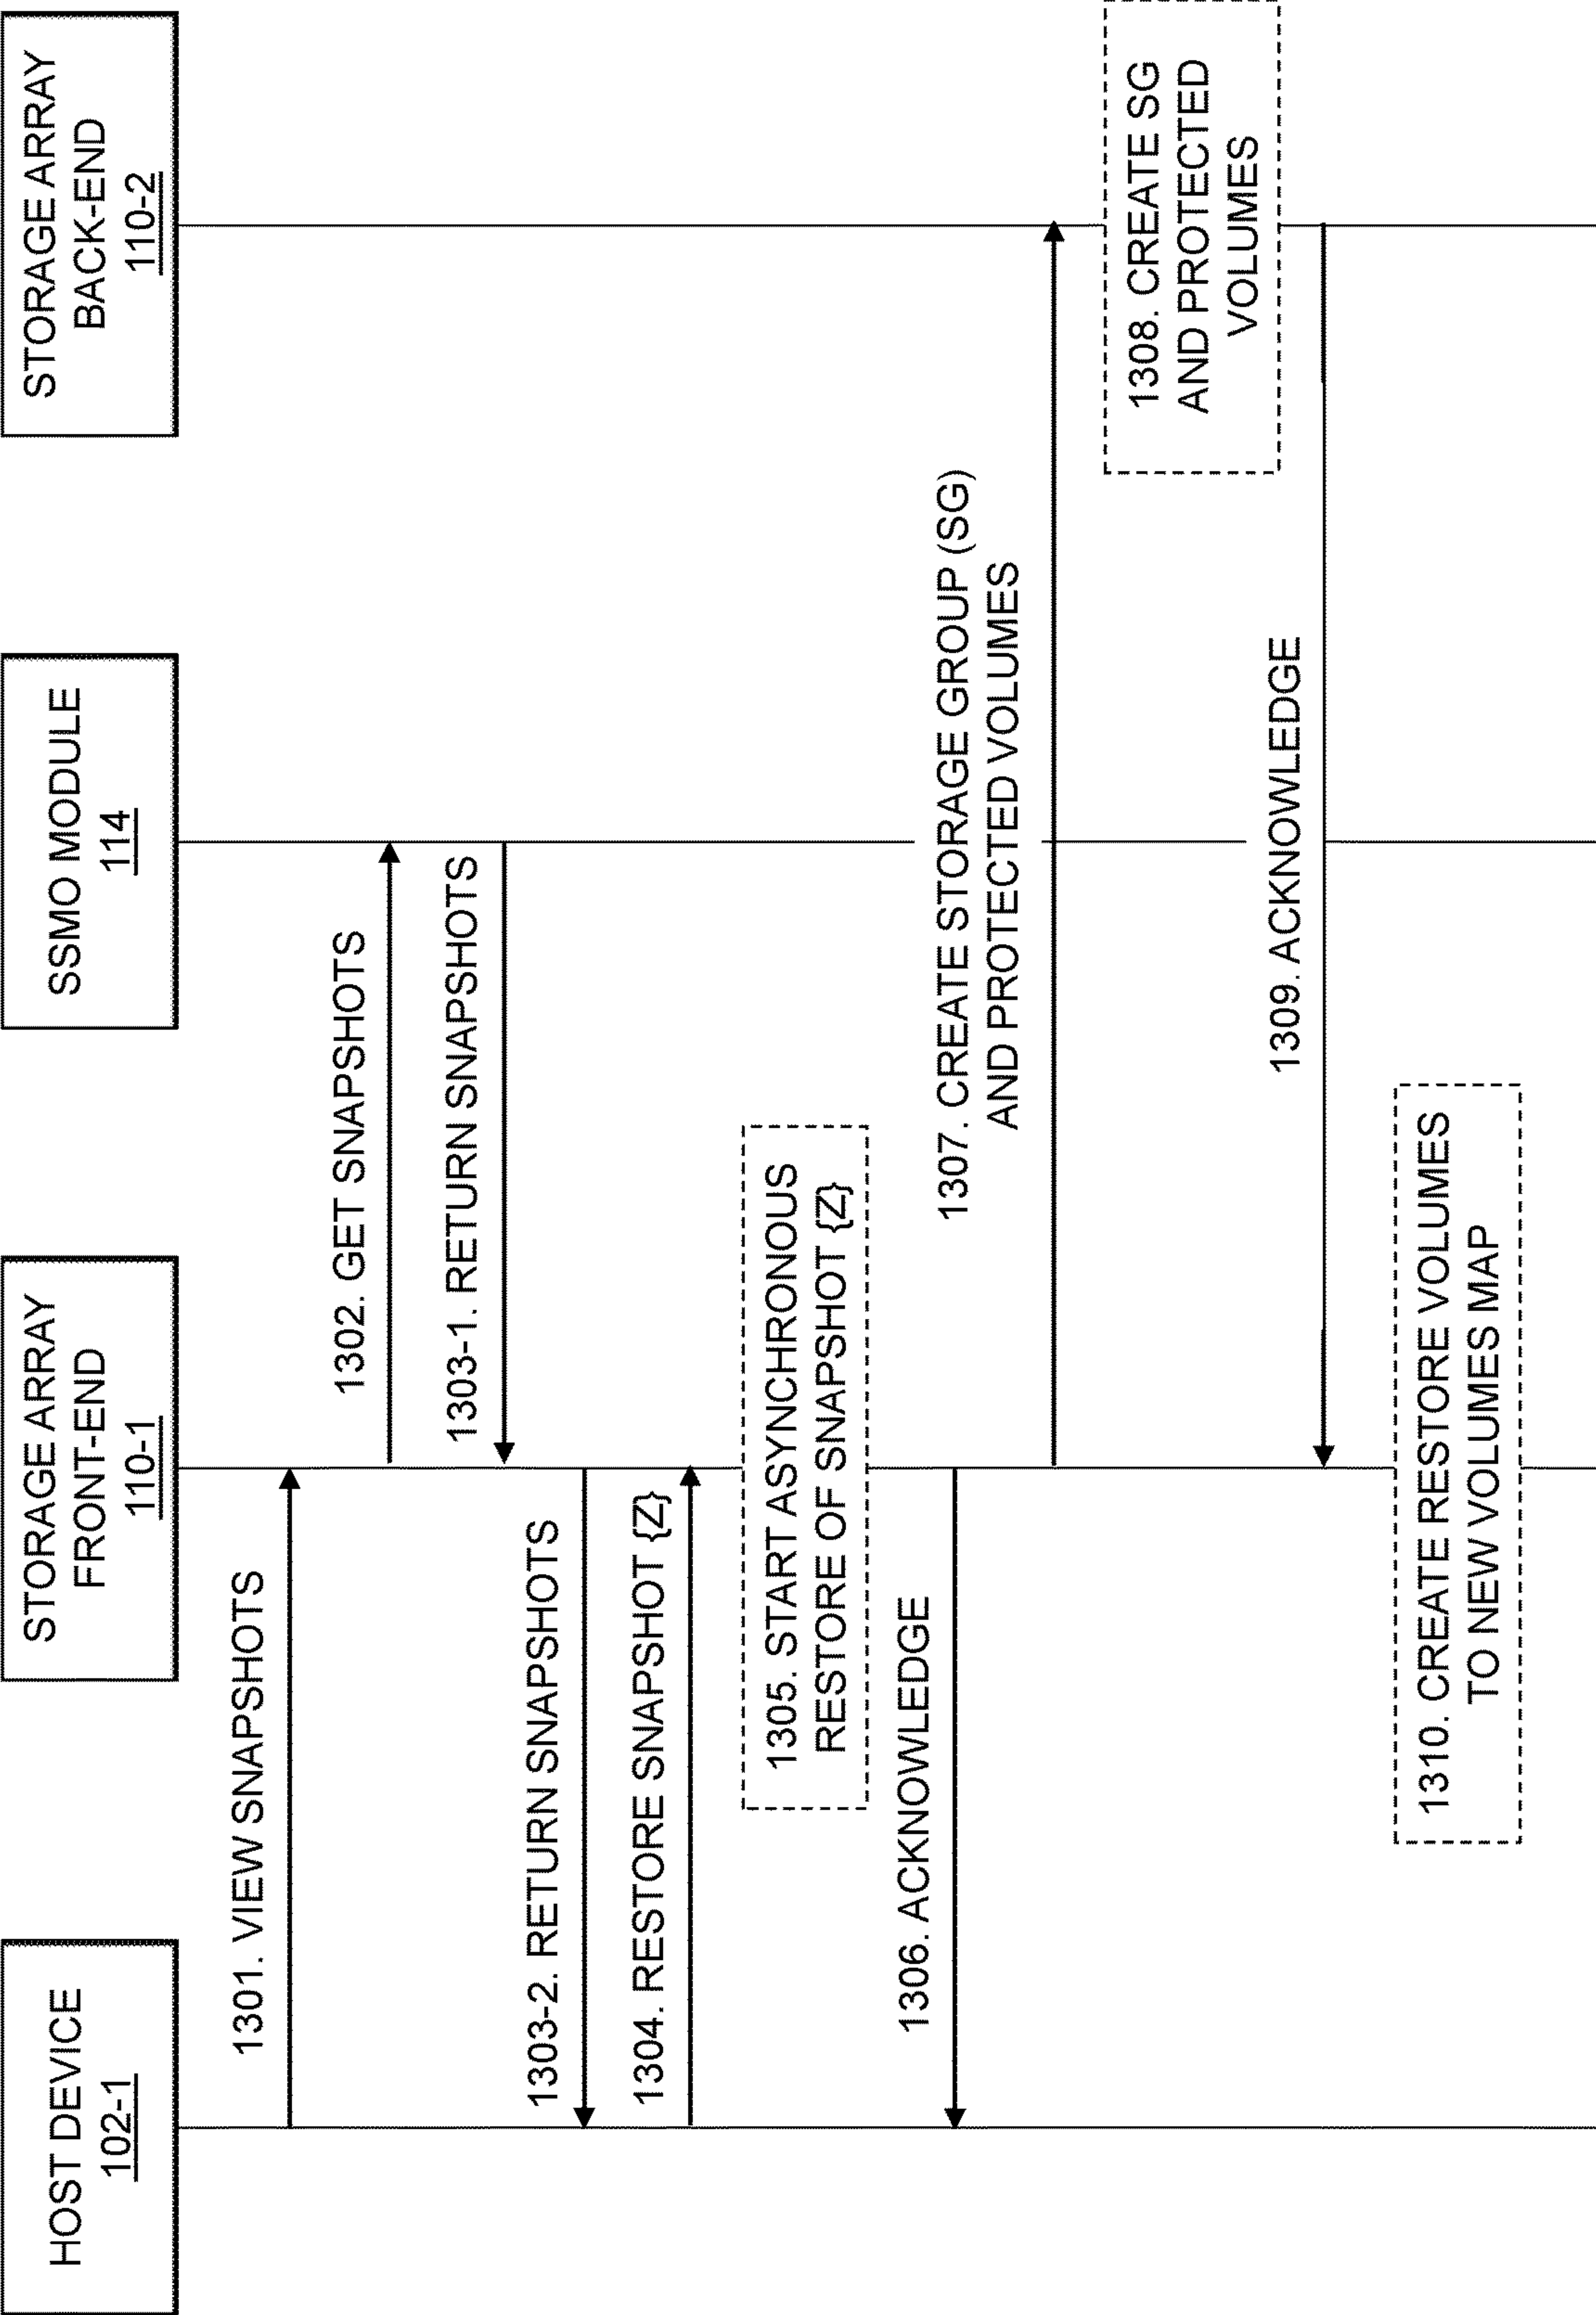 HOST DEVICE
102-1
STORAGE ARRAY
FRONT-END
110-1
SSMO MODULE
114
STORAGE ARRAY
BACK-END
110-2
1301. VIEW SNAPSHOTS
1302. GET SNAPSHOTS
1303-1. RETURN SNAPSHOTS
1303-2. RETURN SNAPSHOTS
1304. RESTORE SNAPSHOT {Z}
1305. START ASYNCHRONOUS
RESTORE OF SNAPSHOT {Z}
1306. ACKNOWLEDGE
1307. CREATE STORAGE GROUP (SG)
AND PROTECTED VOLUMES
1308. CREATE SG
AND PROTECTED
VOLUMES
1309. ACKNOWLEDGE
1310. CREATE RESTORE VOLUMES
TO NEW VOLUMES MAP